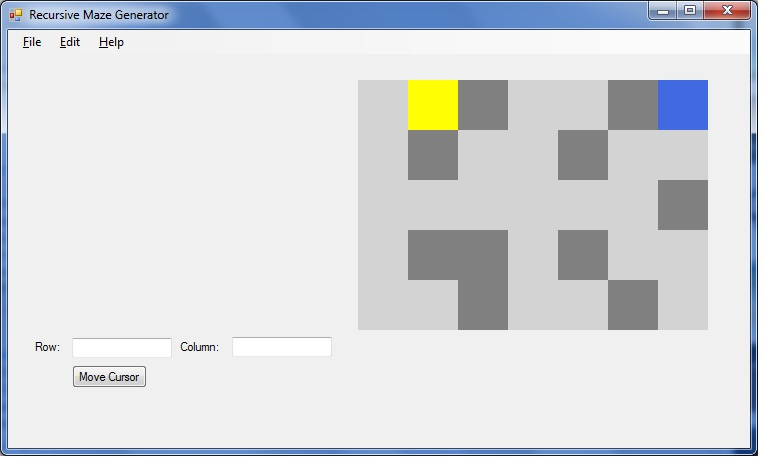 Recursive Maze Generator
File Edit Help
Row: Column:
Move Cursor